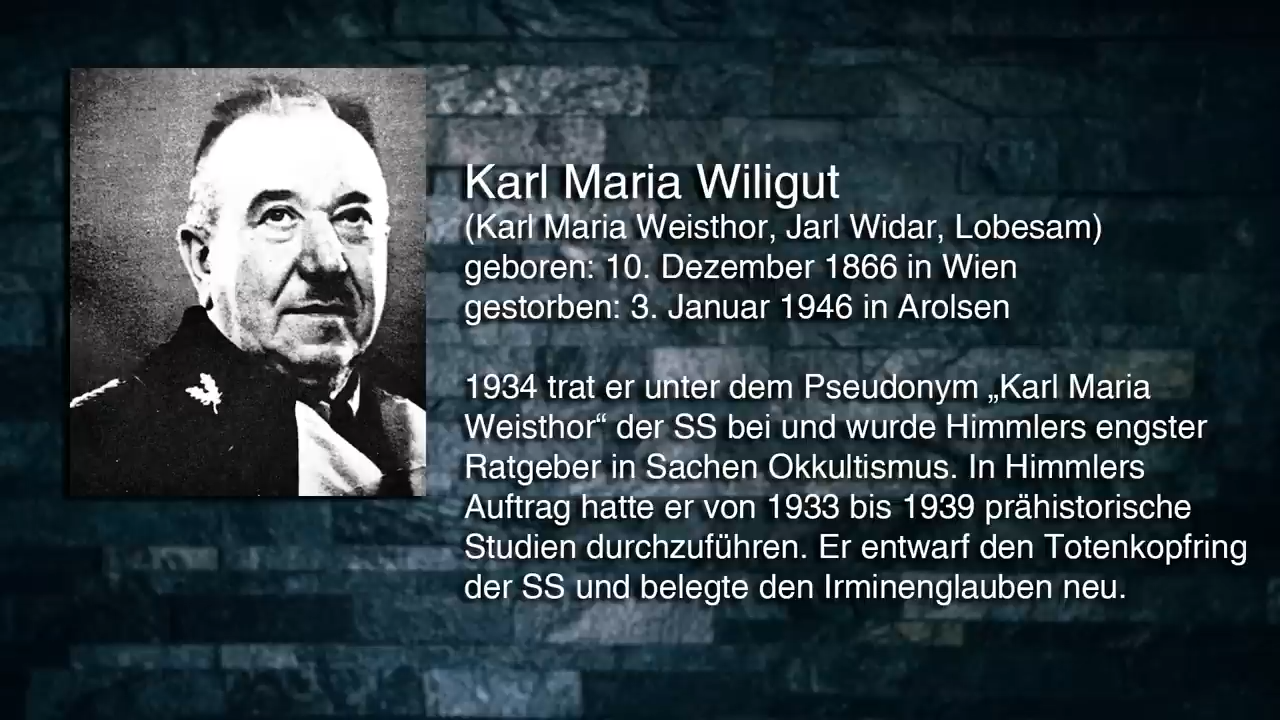 Karl Maria Wiligut
(Karl Maria Weisthor, Jarl Widar, Lobesam)
geboren: 10. Dezember 1866 in Wien
gestorben: 3. Januar 1946 in Arolsen
1934 trat er unter dem Pseudonym „Karl Maria
Weisthor“ der SS bei und wurde Himmlers engster
Ratgeber in Sachen Okkultismus. In Himmlers
Auftrag hatte er von 1933 bis 1939 prähistorische
Studien durchzuführen. Er entwarf den Totenkopfring
der SS und belegte den Irminenglauben neu.